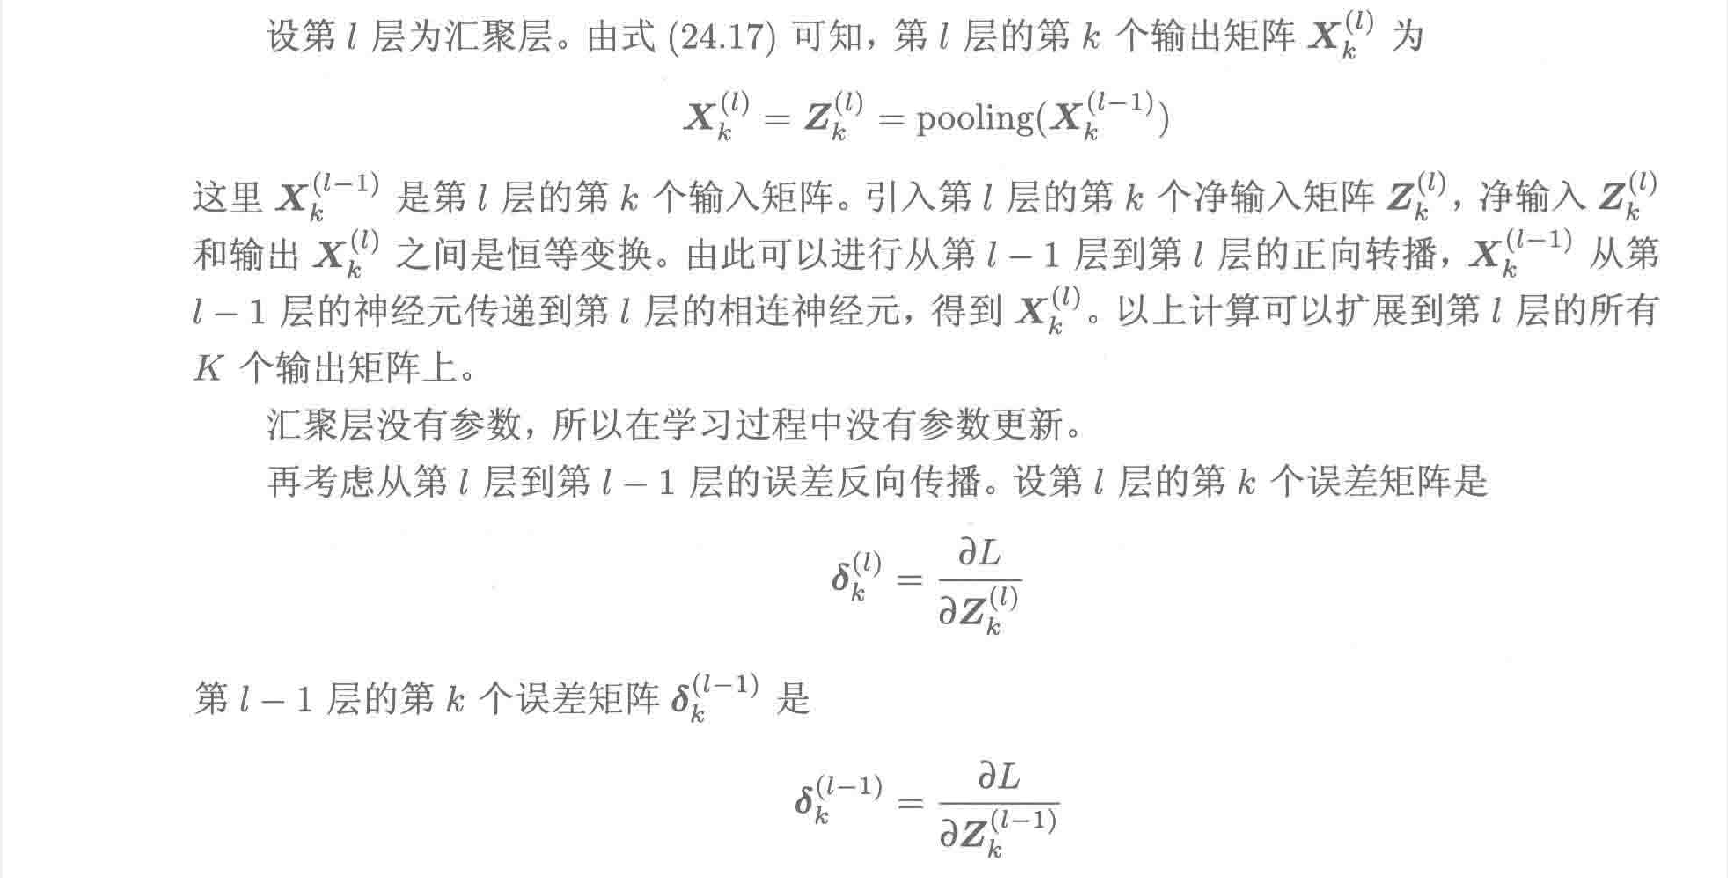 设第 $l$ 层为汇聚层。由式 (24.17) 可知，第 $l$ 层的第 $k$ 个输出矩阵 $\boldsymbol{X}_k^{(l)}$ 为
$$\boldsymbol{X}_k^{(l)} = \boldsymbol{Z}_k^{(l)} = \text{pooling}(\boldsymbol{X}_k^{(l-1)})$$
这里 $\boldsymbol{X}_k^{(l-1)}$ 是第 $l$ 层的第 $k$ 个输入矩阵。引入第 $l$ 层的第 $k$ 个净输入矩阵 $\boldsymbol{Z}_k^{(l)}$，净输入 $\boldsymbol{Z}_k^{(l)}$
和输出 $\boldsymbol{X}_k^{(l)}$ 之间是恒等变换。由此可以进行从第 $l-1$ 层到第 $l$ 层的正向转播，$\boldsymbol{X}_k^{(l-1)}$ 从第
$l-1$ 层的神经元传递到第 $l$ 层的相连神经元，得到 $\boldsymbol{X}_k^{(l)}$。以上计算可以扩展到第 $l$ 层的所有
$K$ 个输出矩阵上。
汇聚层没有参数，所以在学习过程中没有参数更新。
再考虑从第 $l$ 层到第 $l-1$ 层的误差反向传播。设第 $l$ 层的第 $k$ 个误差矩阵是
$$\boldsymbol{\delta}_k^{(l)} = \frac{\partial L}{\partial \boldsymbol{Z}_k^{(l)}}$$
第 $l-1$ 层的第 $k$ 个误差矩阵 $\boldsymbol{\delta}_k^{(l-1)}$ 是
$$\boldsymbol{\delta}_k^{(l-1)} = \frac{\partial L}{\partial \boldsymbol{Z}_k^{(l-1)}}$$